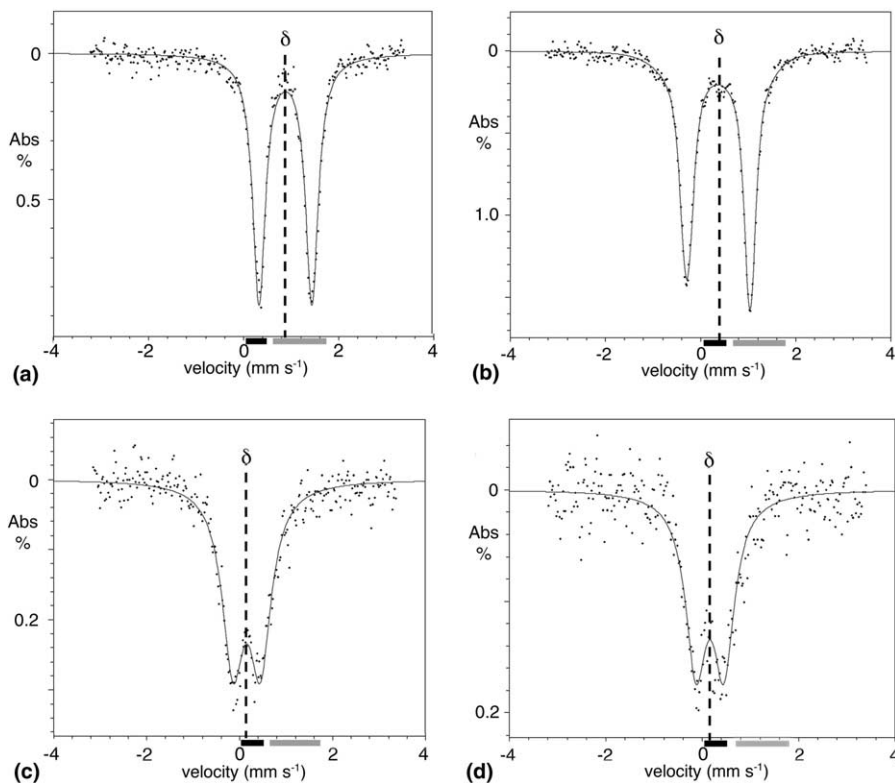 δ
0
Abs
%
0.5
-4 -2 0 2 4
velocity (mm s⁻¹)
(a)
δ
0
Abs
%
1.0
-4 -2 0 2 4
velocity (mm s⁻¹)
(b)
δ
0
Abs
%
0.2
-4 -2 0 2 4
velocity (mm s⁻¹)
(c)
δ
0
Abs
%
0.2
-4 -2 0 2 4
velocity (mm s⁻¹)
(d)